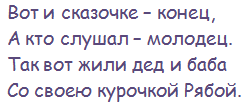 Вот и сказочке – конец,
А кто слушал – молодец.
Так вот жили дед и баба
Со своею курочкой Рябой.